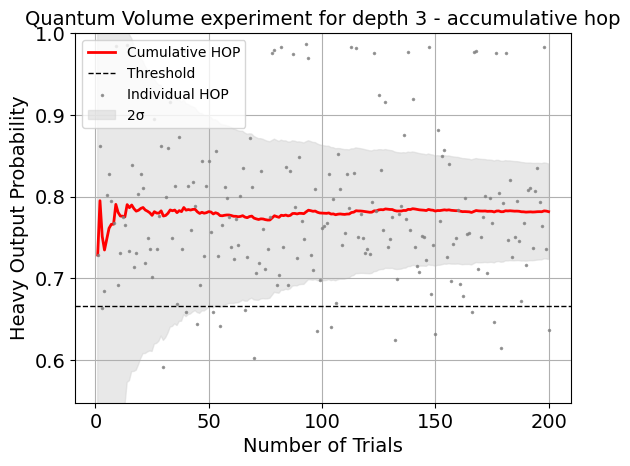 Quantum Volume experiment for depth 3 - accumulative hop
Heavy Output Probability
1.0
0.9
0.8
0.7
0.6
Cumulative HOP
Threshold
Individual HOP
2σ
0 50 100 150 200
Number of Trials